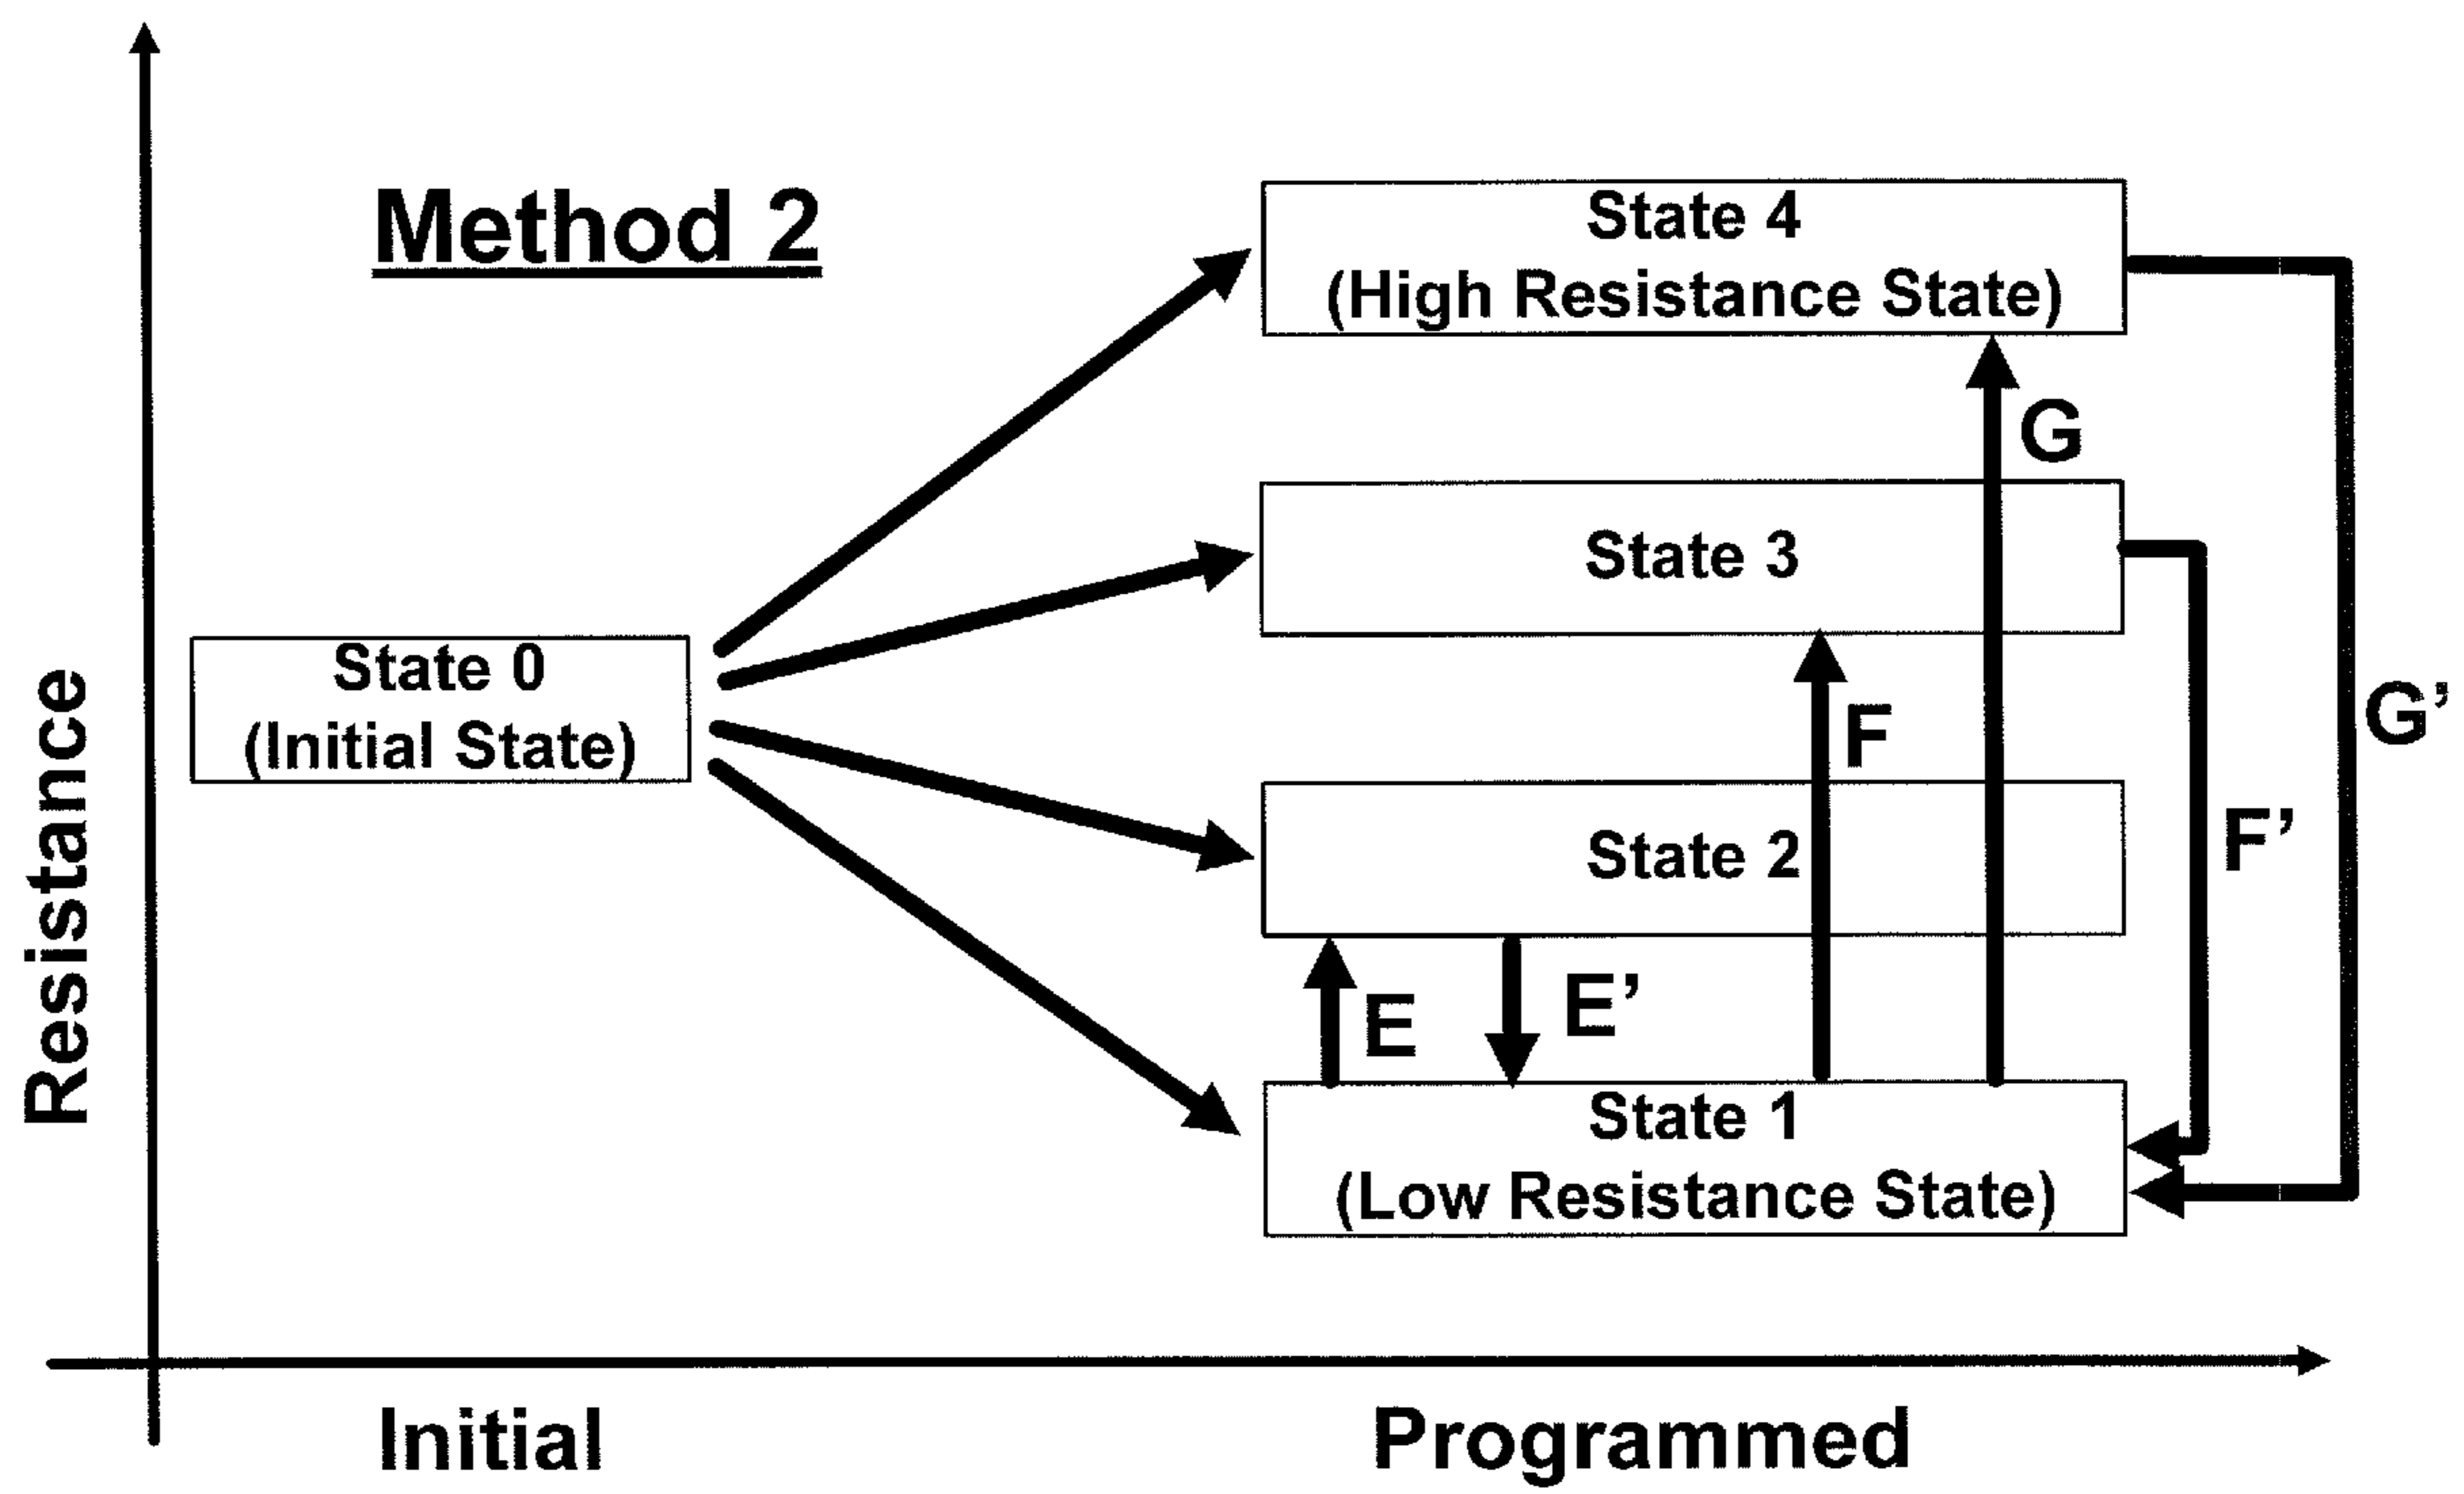 Method 2
State 4
(High Resistance State)
G
State 3
State 0
(Initial State)
F
G’
State 2
F’
E
E’
State 1
(Low Resistance State)
Resistance
Initial
Programmed